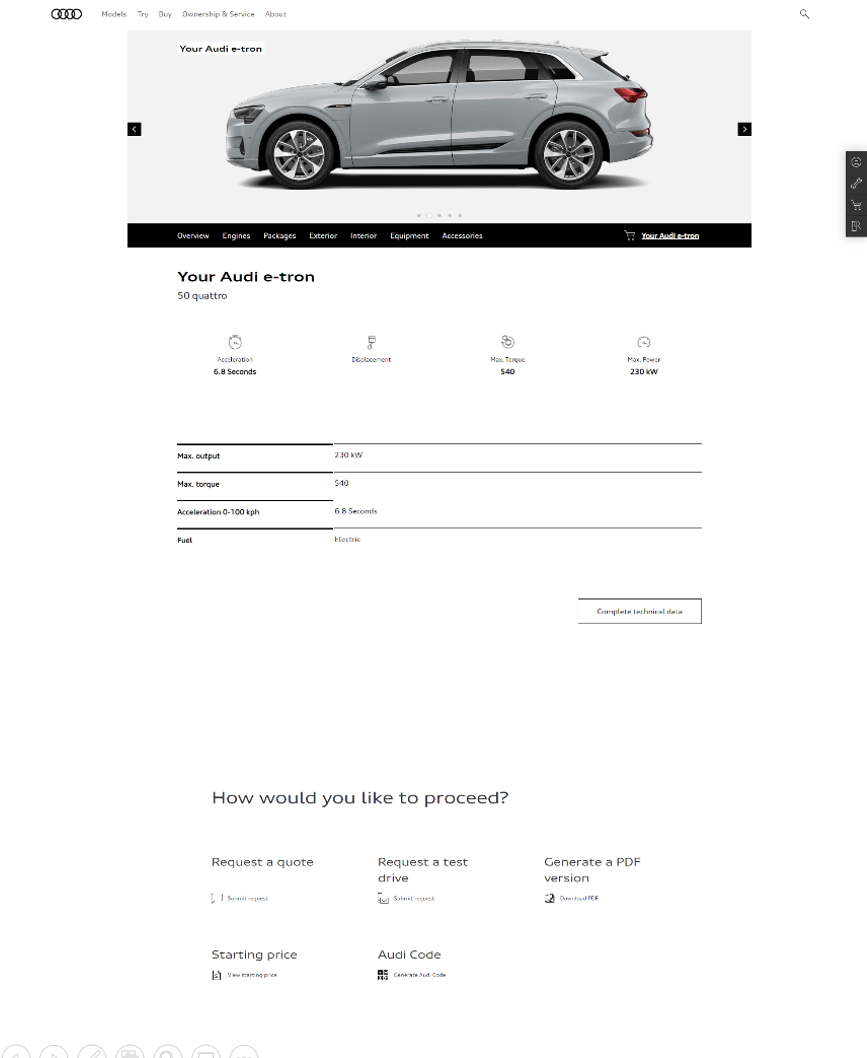 Models Try Buy Ownership & Service About
Your Audi e-tron
Overview Engines Packages Exterior Interior Equipment Accessories Your Audi e-tron
Your Audi e-tron
50 quattro
Acceleration Displacement Max. Torque Max. Power
6.8 Seconds 540 230 kW
Max. output 230 kW
Max. torque 540
Acceleration 0-100 kph 6.8 Seconds
Fuel Electric
Complete technical data
How would you like to proceed?
Request a quote
Submit request
Request a test
drive
Submit request
Generate a PDF
version
Download PDF
Starting price
View starting price
Audi Code
Generate Audi Code